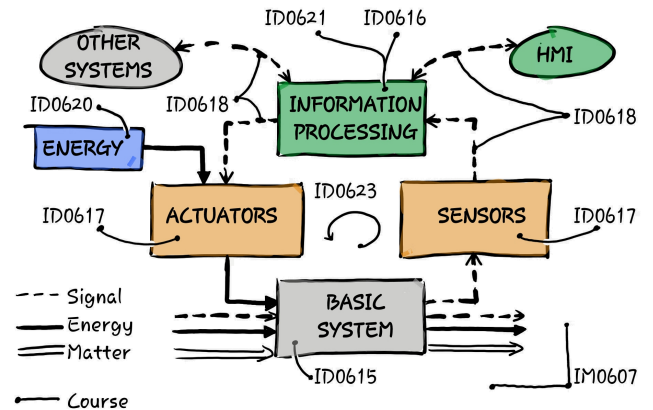 ID0621
ID0616
OTHER
SYSTEMS
HMI
ID0620
ID0618
INFORMATION
PROCESSING
ID0618
ENERGY
ID0623
ID0617
ACTUATORS
SENSORS
ID0617
BASIC
SYSTEM
Signal
Energy
Matter
ID0615
IM0607
Course